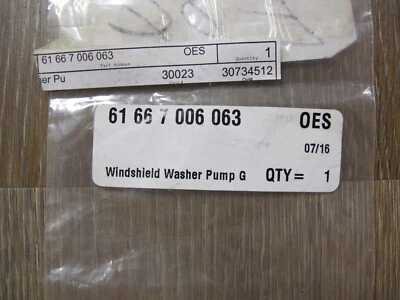 61 66 7 006 063 OES 1
Part Number Quantity
er Pu 30023 30734512
61 66 7 006 063 OES
07/16
Windshield Washer Pump G QTY= 1